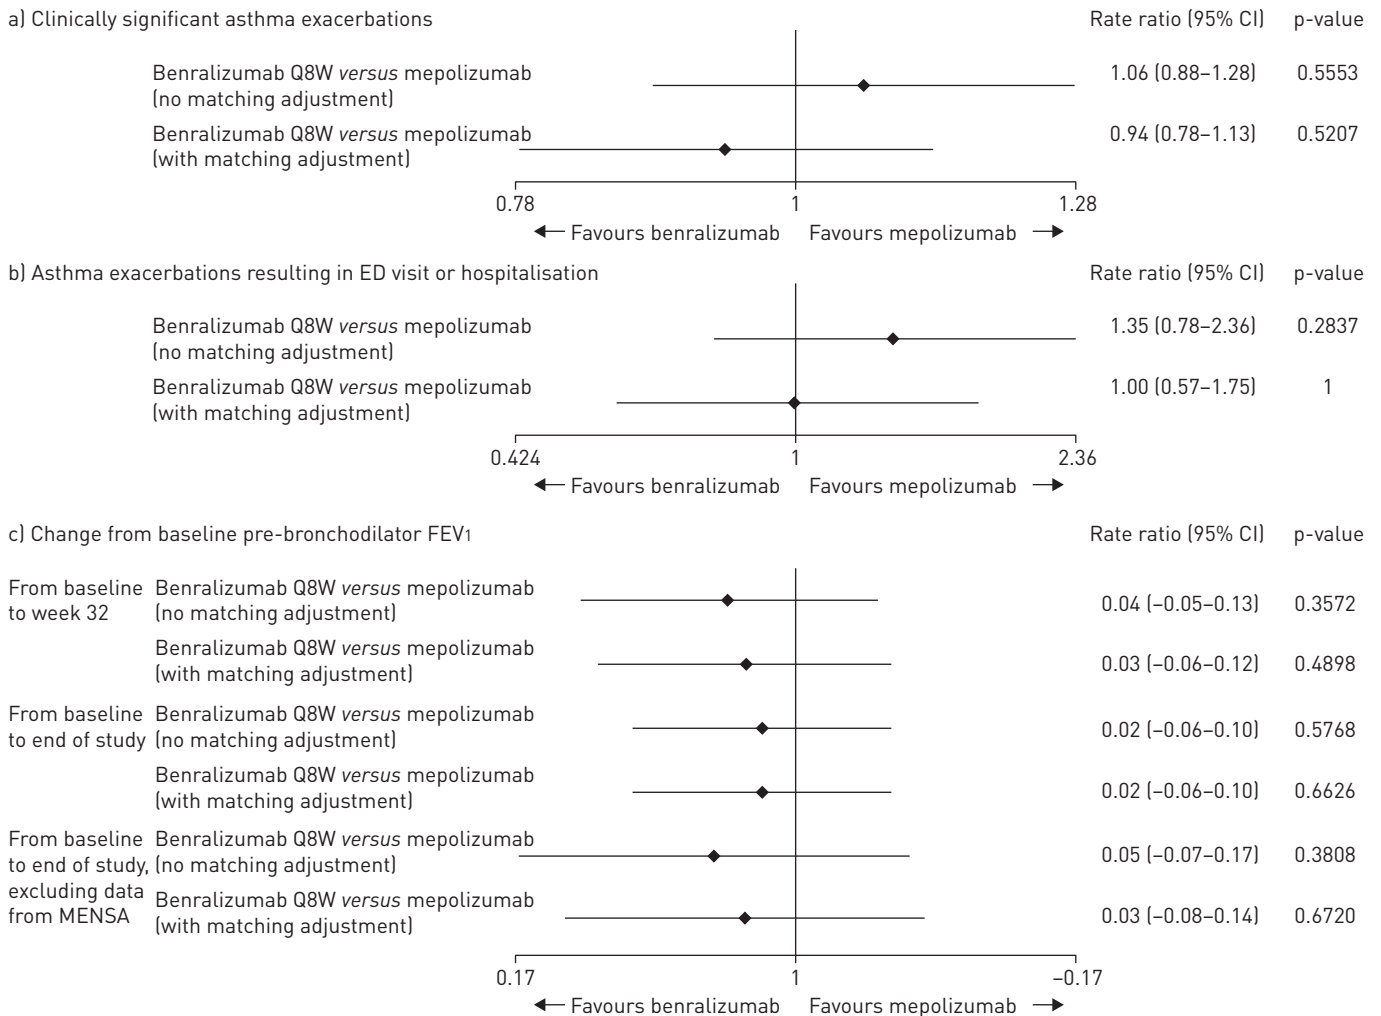 a) Clinically significant asthma exacerbations
Rate ratio (95% CI) p-value
Benralizumab Q8W versus mepolizumab
(no matching adjustment)
1.06 (0.88–1.28) 0.5553
Benralizumab Q8W versus mepolizumab
(with matching adjustment)
0.94 (0.78–1.13) 0.5207
0.78 1 1.28
Favours benralizumab Favours mepolizumab
b) Asthma exacerbations resulting in ED visit or hospitalisation
Rate ratio (95% CI) p-value
Benralizumab Q8W versus mepolizumab
(no matching adjustment)
1.35 (0.78–2.36) 0.2837
Benralizumab Q8W versus mepolizumab
(with matching adjustment)
1.00 (0.57–1.75) 1
0.424 1 2.36
Favours benralizumab Favours mepolizumab
c) Change from baseline pre-bronchodilator FEV1
Rate ratio (95% CI) p-value
From baseline
to week 32
Benralizumab Q8W versus mepolizumab
(no matching adjustment)
0.04 (–0.05–0.13) 0.3572
Benralizumab Q8W versus mepolizumab
(with matching adjustment)
0.03 (–0.06–0.12) 0.4898
From baseline
to end of study
Benralizumab Q8W versus mepolizumab
(no matching adjustment)
0.02 (–0.06–0.10) 0.5768
Benralizumab Q8W versus mepolizumab
(with matching adjustment)
0.02 (–0.06–0.10) 0.6626
From baseline
to end of study,
excluding data
from MENSA
Benralizumab Q8W versus mepolizumab
(no matching adjustment)
0.05 (–0.07–0.17) 0.3808
Benralizumab Q8W versus mepolizumab
(with matching adjustment)
0.03 (–0.08–0.14) 0.6720
0.17 1 –0.17
Favours benralizumab Favours mepolizumab